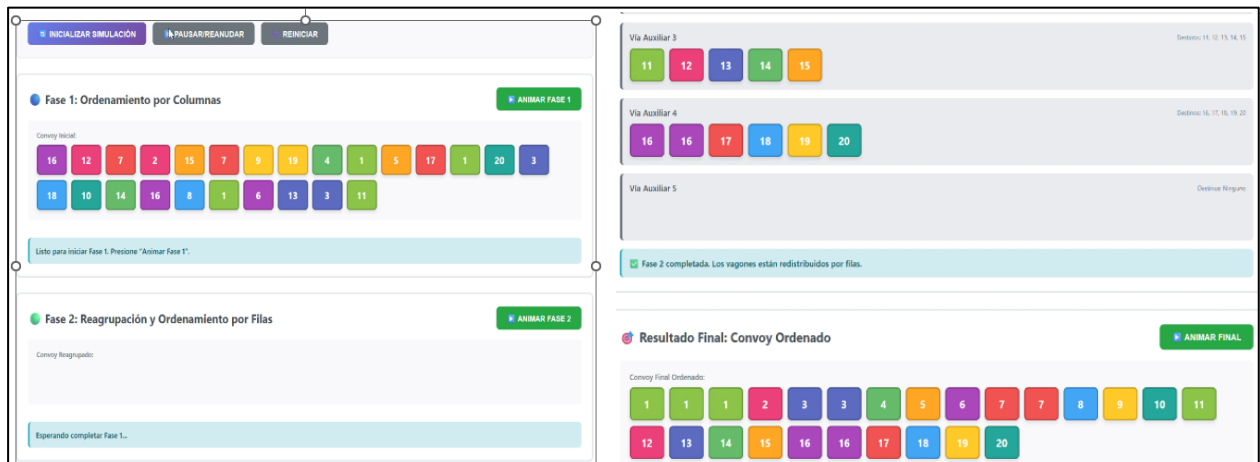 INICIALIZAR SIMULACIÓN PAUSAR/REANUDAR REINICIAR
Fase 1: Ordenamiento por Columnas ANIMAR FASE 1
Convoy Inicial:
16 12 7 2 15 7 9 19 4 1 5 17 1 20 3
18 10 14 16 8 1 6 13 3 11
Listo para iniciar Fase 1. Presione "Animar Fase 1".
Fase 2: Reagrupación y Ordenamiento por Filas ANIMAR FASE 2
Convoy Reagrupado:
Esperando completar Fase 1...
Vía Auxiliar 3 Destinos: 11, 12, 13, 14, 15
11 12 13 14 15
Vía Auxiliar 4 Destinos: 16, 17, 18, 19, 20
16 16 17 18 19 20
Vía Auxiliar 5 Destinos: Ninguno
Fase 2 completada. Los vagones están redistribuidos por filas.
Resultado Final: Convoy Ordenado ANIMAR FINAL
Convoy Final Ordenado:
1 1 1 2 3 3 4 5 6 7 7 8 9 10 11
12 13 14 15 16 16 17 18 19 20